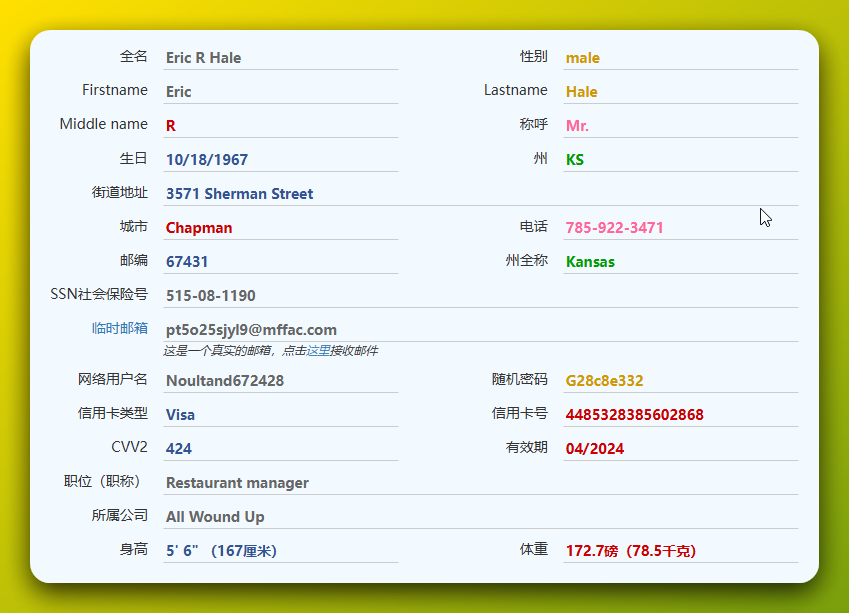 全名 Eric R Hale 性别 male
Firstname Eric Lastname Hale
Middle name R 称呼 Mr.
生日 10/18/1967 州 KS
街道地址 3571 Sherman Street
城市 Chapman 电话 785-922-3471
邮编 67431 州全称 Kansas
SSN社会保险号 515-08-1190
临时邮箱 pt5o25sjyl9@mffac.com
这是一个真实的邮箱，点击这里接收邮件
网络用户名 Noultand672428 随机密码 G28c8e332
信用卡类型 Visa 信用卡号 4485328385602868
CVV2 424 有效期 04/2024
职位（职称） Restaurant manager
所属公司 All Wound Up
身高 5' 6" （167厘米） 体重 172.7磅（78.5千克）